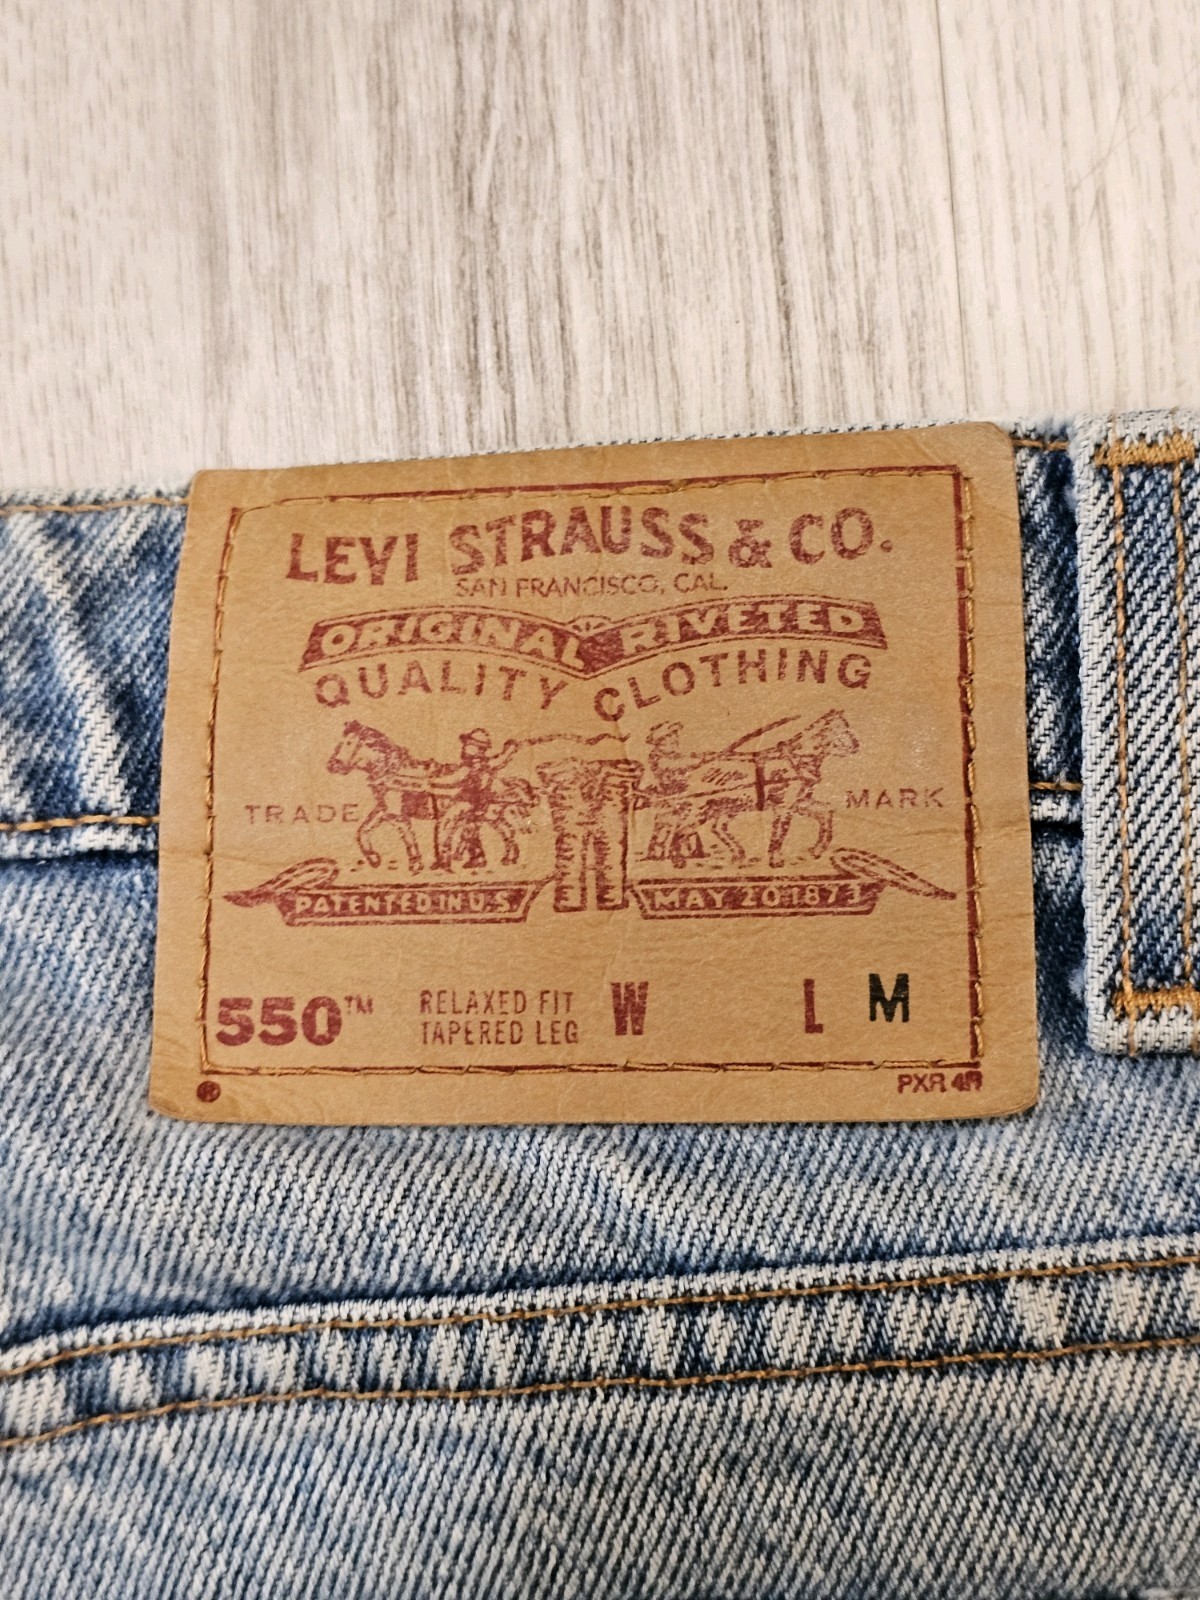 LEVI STRAUSS & CO.
SAN FRANCISCO, CAL.
ORIGINAL RIVETED
QUALITY CLOTHING
TRADE MARK
PATENTED IN U.S. MAY 20 1873
550™ RELAXED FIT W L M
TAPERED LEG
® PXR 4R